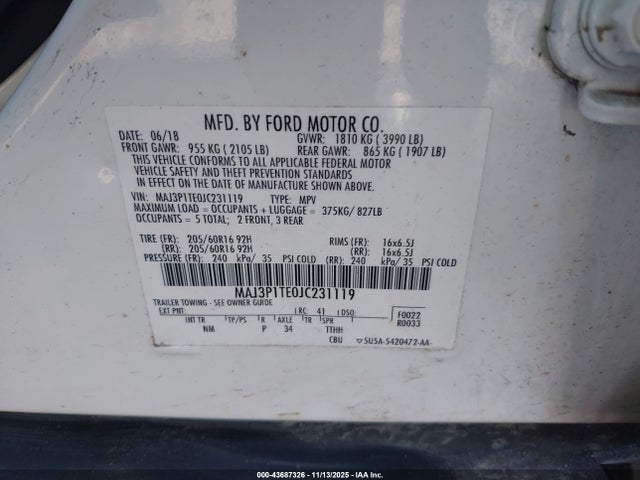 MFD. BY FORD MOTOR CO.
DATE: 06/18 GVWR: 1810 KG ( 3990 LB)
FRONT GAWR: 955 KG ( 2105 LB) REAR GAWR: 865 KG ( 1907 LB)
THIS VEHICLE CONFORMS TO ALL APPLICABLE FEDERAL MOTOR
VEHICLE SAFETY AND THEFT PREVENTION STANDARDS
IN EFFECT ON THE DATE OF MANUFACTURE SHOWN ABOVE.
VIN: MAJ3P1TE0JC231119 TYPE: MPV
MAXIMUM LOAD = OCCUPANTS + LUGGAGE = 375KG/ 827LB
OCCUPANTS = 5 TOTAL; 2 FRONT, 3 REAR
TIRE (FR): 205/60R16 92H RIMS (FR): 16x6.5J
(RR): 205/60R16 92H (RR): 16x6.5J
PRESSURE (FR): 240 kPa/ 35 PSI COLD (RR): 240 kPa/ 35 PSI COLD
MAJ3P1TE0JC231119
TRAILER TOWING - SEE OWNER GUIDE
EXT PNT: RC: 41 DSO: F0022
INT TR TP/PS R AXLE TR SPR R0033
NM P 34 TTHH
CBU 5USA-5420472-AA
000-43687326 - 11/13/2025 - IAA Inc.